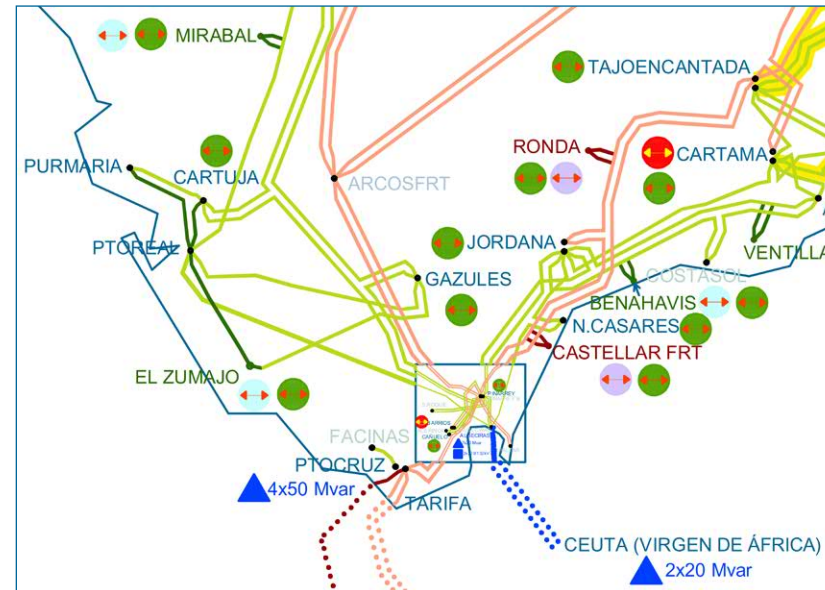 MIRABAL
TAJOENCANTADA
RONDA
CARTAMA
PURMARIA
CARTUJA
ARCOSFRT
PTOREAL
JORDANA
GAZULES
VENTILLA
COSTASOL
BENAHAVIS
N.CASARES
EL ZUMAJO
CASTELLAR FRT
FACINAS
PTOCRUZ
4x50 Mvar
TARIFA
CEUTA (VIRGEN DE ÁFRICA)
2x20 Mvar